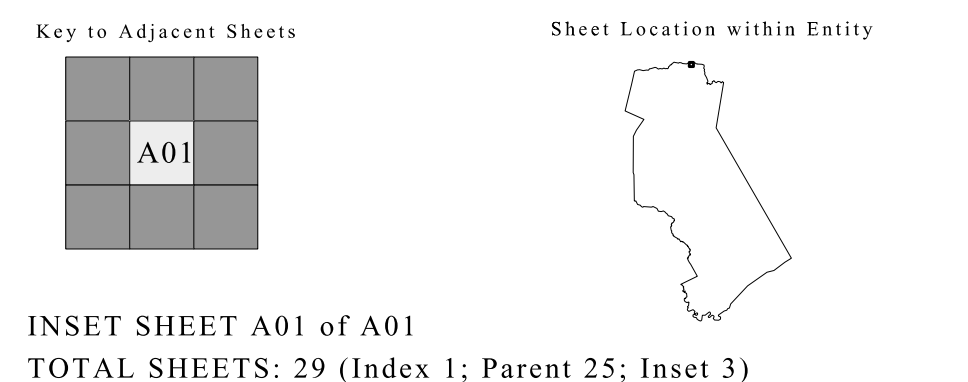 Key to Adjacent Sheets
Sheet Location within Entity
A01
INSET SHEET A01 of A01
TOTAL SHEETS: 29 (Index 1; Parent 25; Inset 3)